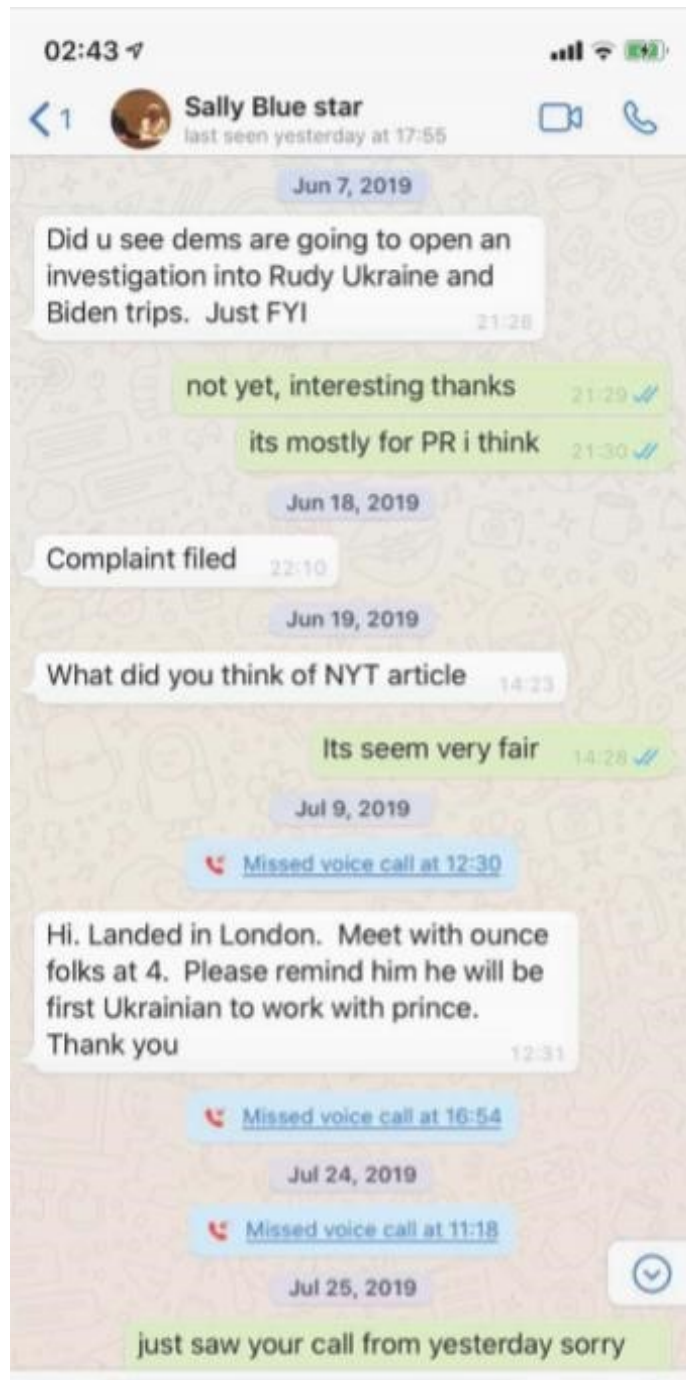 02:43
1
Sally Blue star
last seen yesterday at 17:55
Jun 7, 2019
Did u see dems are going to open an
investigation into Rudy Ukraine and
Biden trips. Just FYI
21:28
not yet, interesting thanks 21:29
its mostly for PR i think 21:30
Jun 18, 2019
Complaint filed 22:10
Jun 19, 2019
What did you think of NYT article 14:23
Its seem very fair 14:28
Jul 9, 2019
Missed voice call at 12:30
Hi. Landed in London. Meet with ounce
folks at 4. Please remind him he will be
first Ukrainian to work with prince.
Thank you
12:31
Missed voice call at 16:54
Jul 24, 2019
Missed voice call at 11:18
Jul 25, 2019
just saw your call from yesterday sorry